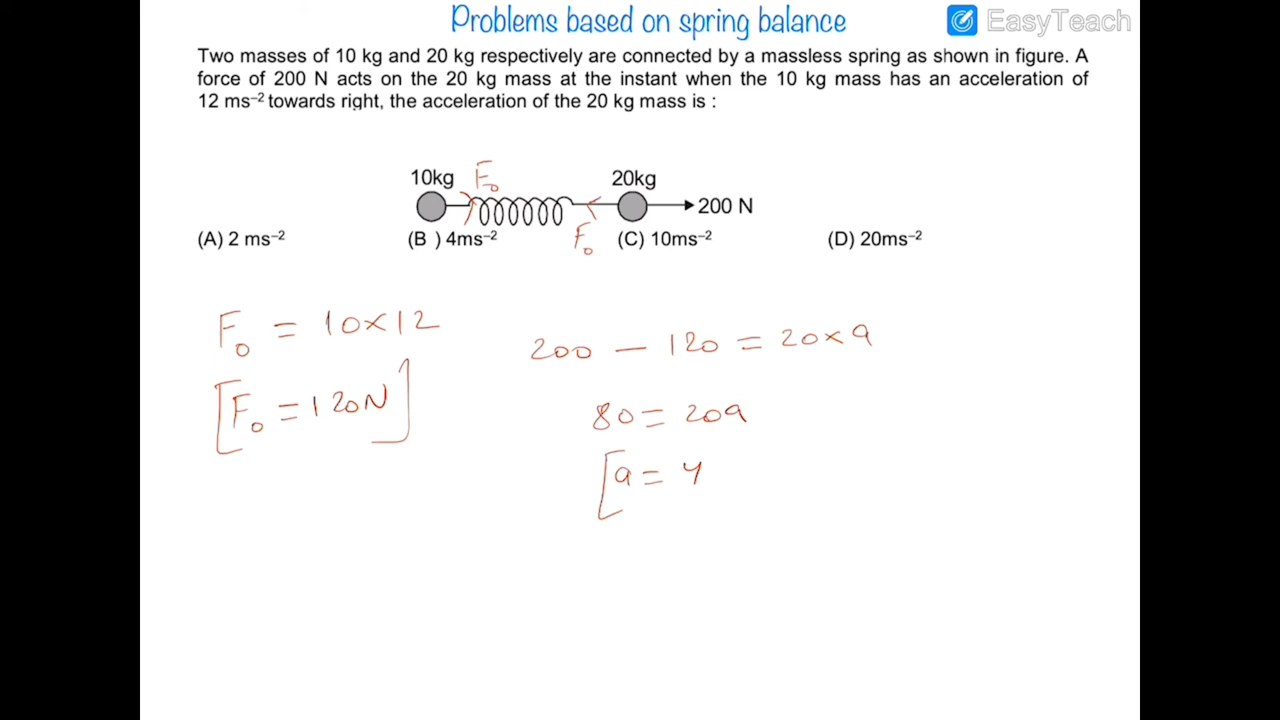 Problems based on spring balance
EasyTeach
Two masses of 10 kg and 20 kg respectively are connected by a massless spring as shown in figure. A
force of 200 N acts on the 20 kg mass at the instant when the 10 kg mass has an acceleration of
12 ms⁻² towards right, the acceleration of the 20 kg mass is :
10kg F₀ 20kg
200 N
F₀
(A) 2 ms⁻² (B ) 4ms⁻² (C) 10ms⁻² (D) 20ms⁻²
F₀ = 10×12
200 - 120 = 20×a
[F₀ = 120N]
80 = 20a
[a = 4